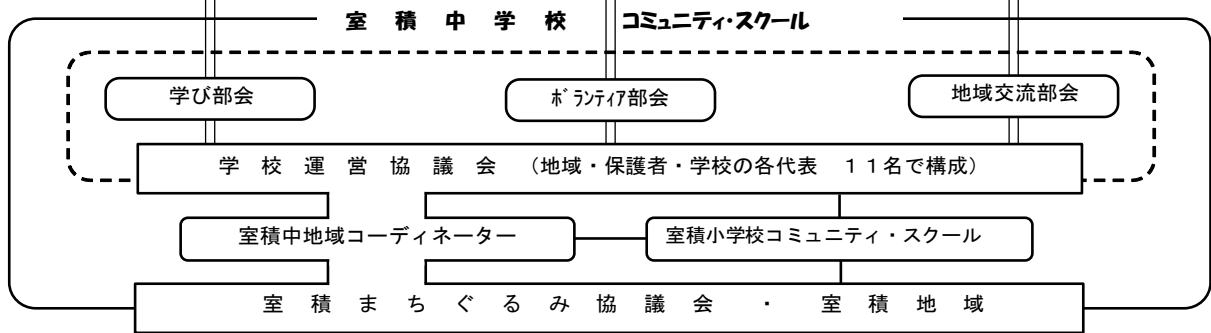 室積中学校 コミュニティ・スクール
学び部会 ボランティア部会 地域交流部会
学校運営協議会 (地域・保護者・学校の各代表 11名で構成)
室積中地域コーディネーター 室積小学校コミュニティ・スクール
室積まちぐるみ協議会・室積地域